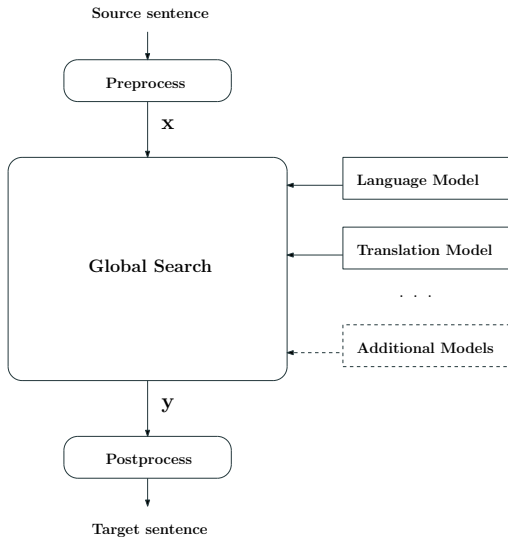 Source sentence
Preprocess
x
Language Model
Translation Model
Global Search
. . .
Additional Models
y
Postprocess
Target sentence